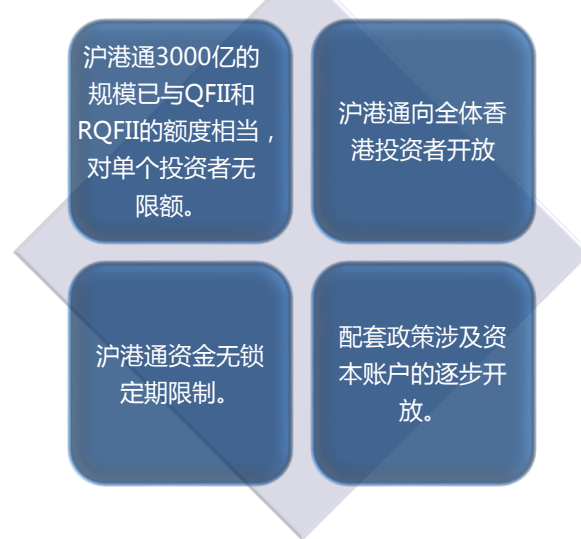 沪港通3000亿的
规模已与QFII和
RQFII的额度相当，
对单个投资者无
限额。
沪港通向全体香
港投资者开放
沪港通资金无锁
定期限制。
配套政策涉及资
本账户的逐步开
放。